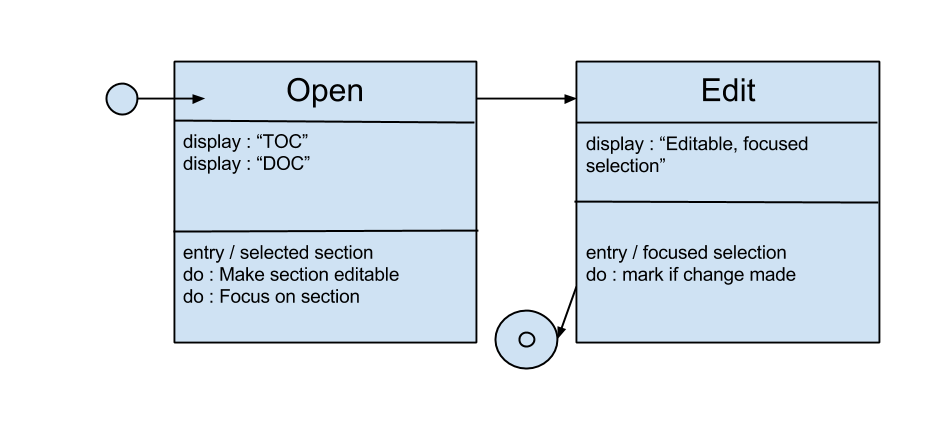 Open
display : “TOC”
display : “DOC”
entry / selected section
do : Make section editable
do : Focus on section
Edit
display : “Editable, focused
selection”
entry / focused selection
do : mark if change made